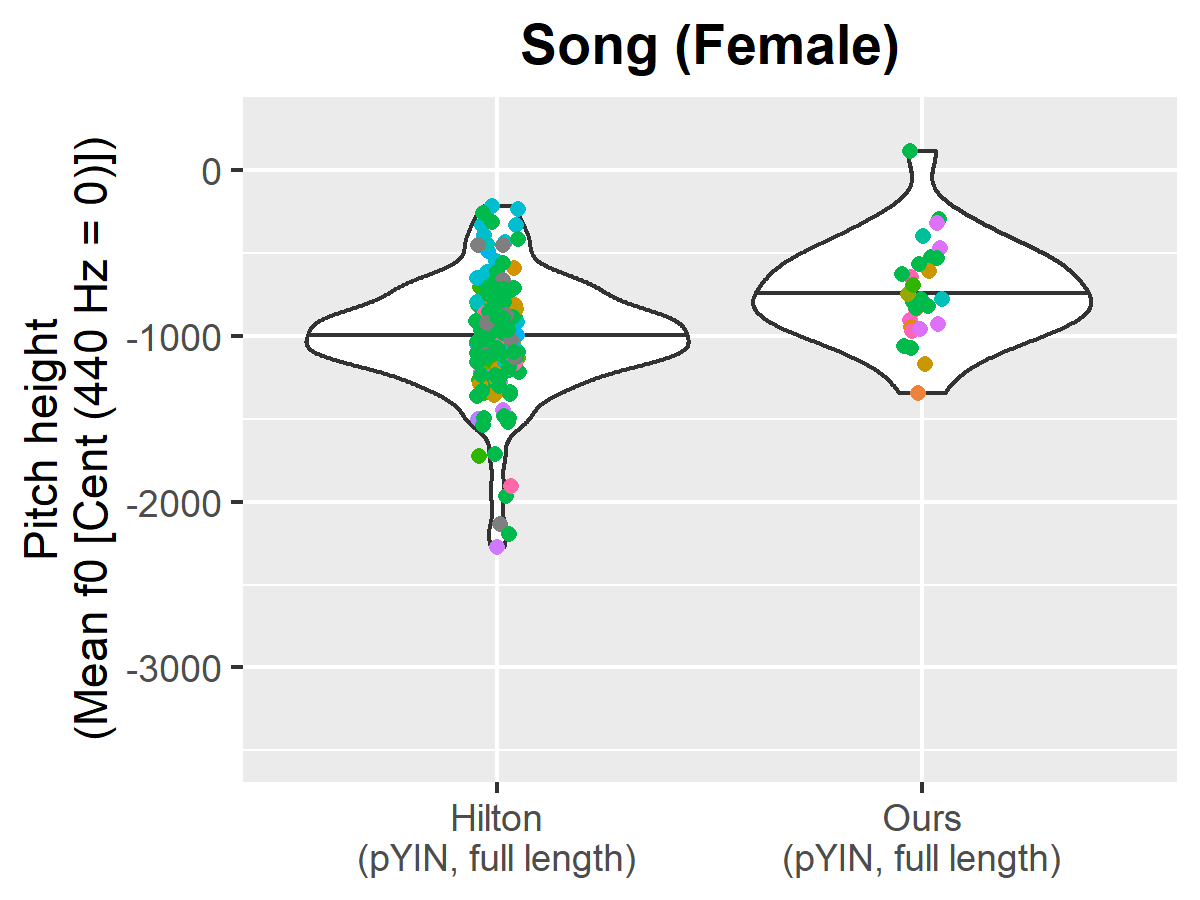 Song (Female)
Pitch height
(Mean f0 [Cent (440 Hz = 0)])
0
-1000
-2000
-3000
Hilton
(pYIN, full length)
Ours
(pYIN, full length)